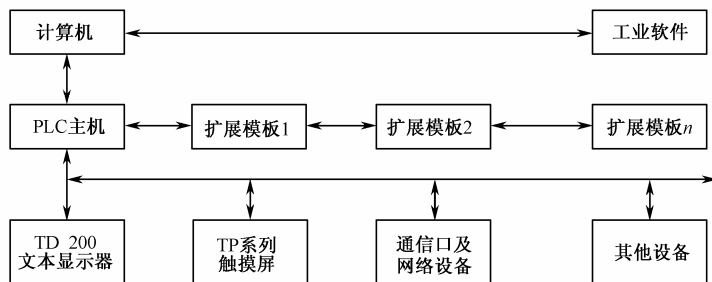 计算机
工业软件
PLC主机
扩展模板1
扩展模板2
扩展模板n
TD 200
文本显示器
TP系列
触摸屏
通信口及
网络设备
其他设备